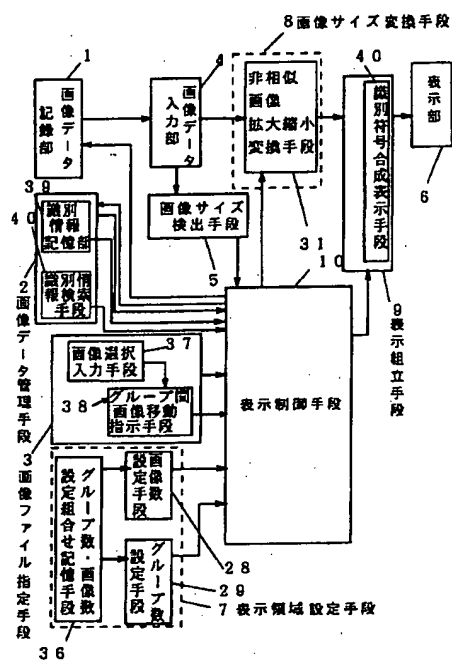 8画像サイズ変換手段
1
4
40
画像データ
記録部
画像データ
入力部
非相似
画像
拡大縮小
変換手段
識別符号合成表示手段
表示部
6
39
識別
情報
記憶部
40
識別情
報検索
手段
2画像データ管理手段
画像サイズ
検出手段
5
31
10
9表示組立手段
37
画像選択
入力手段
38
グループ間
画像移動
指示手段
3画像ファイル指定手段
表示制御手段
グループ数・画像数
設定組合せ記憶手段
画像数
設定手段
28
グループ数
設定手段
29
7表示領域設定手段
36